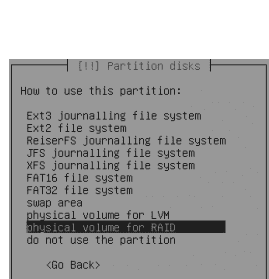 [!!] Partition disks
How to use this partition:
Ext3 journalling file system
Ext2 file system
ReiserFS journalling file system
JFS journalling file system
XFS journalling file system
FAT16 file system
FAT32 file system
swap area
physical volume for LVM
physical volume for RAID
do not use the partition
<Go Back>